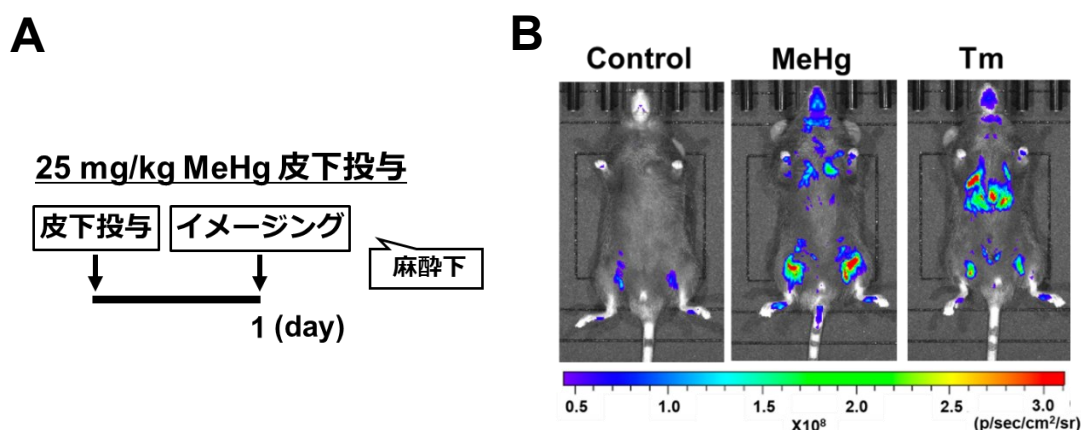 A
25 mg/kg MeHg 皮下投与
皮下投与 イメージング
麻酔下
1 (day)
B
Control MeHg Tm
0.5 1.0 1.5 2.0 2.5 3.0
X10⁸ (p/sec/cm²/sr)